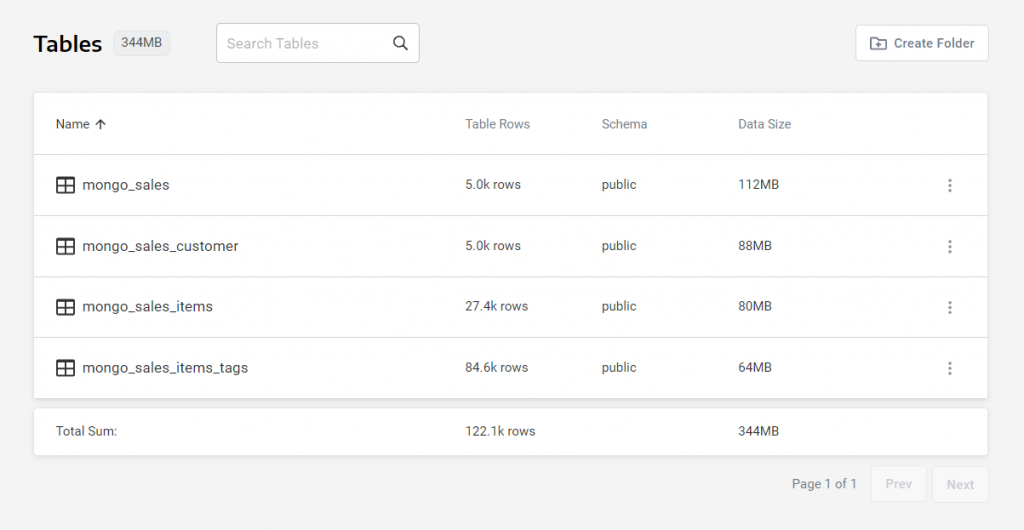 Tables 344MB Search Tables Create Folder
Name Table Rows Schema Data Size
mongo_sales 5.0k rows public 112MB
mongo_sales_customer 5.0k rows public 88MB
mongo_sales_items 27.4k rows public 80MB
mongo_sales_items_tags 84.6k rows public 64MB
Total Sum: 122.1k rows 344MB
Page 1 of 1 Prev Next